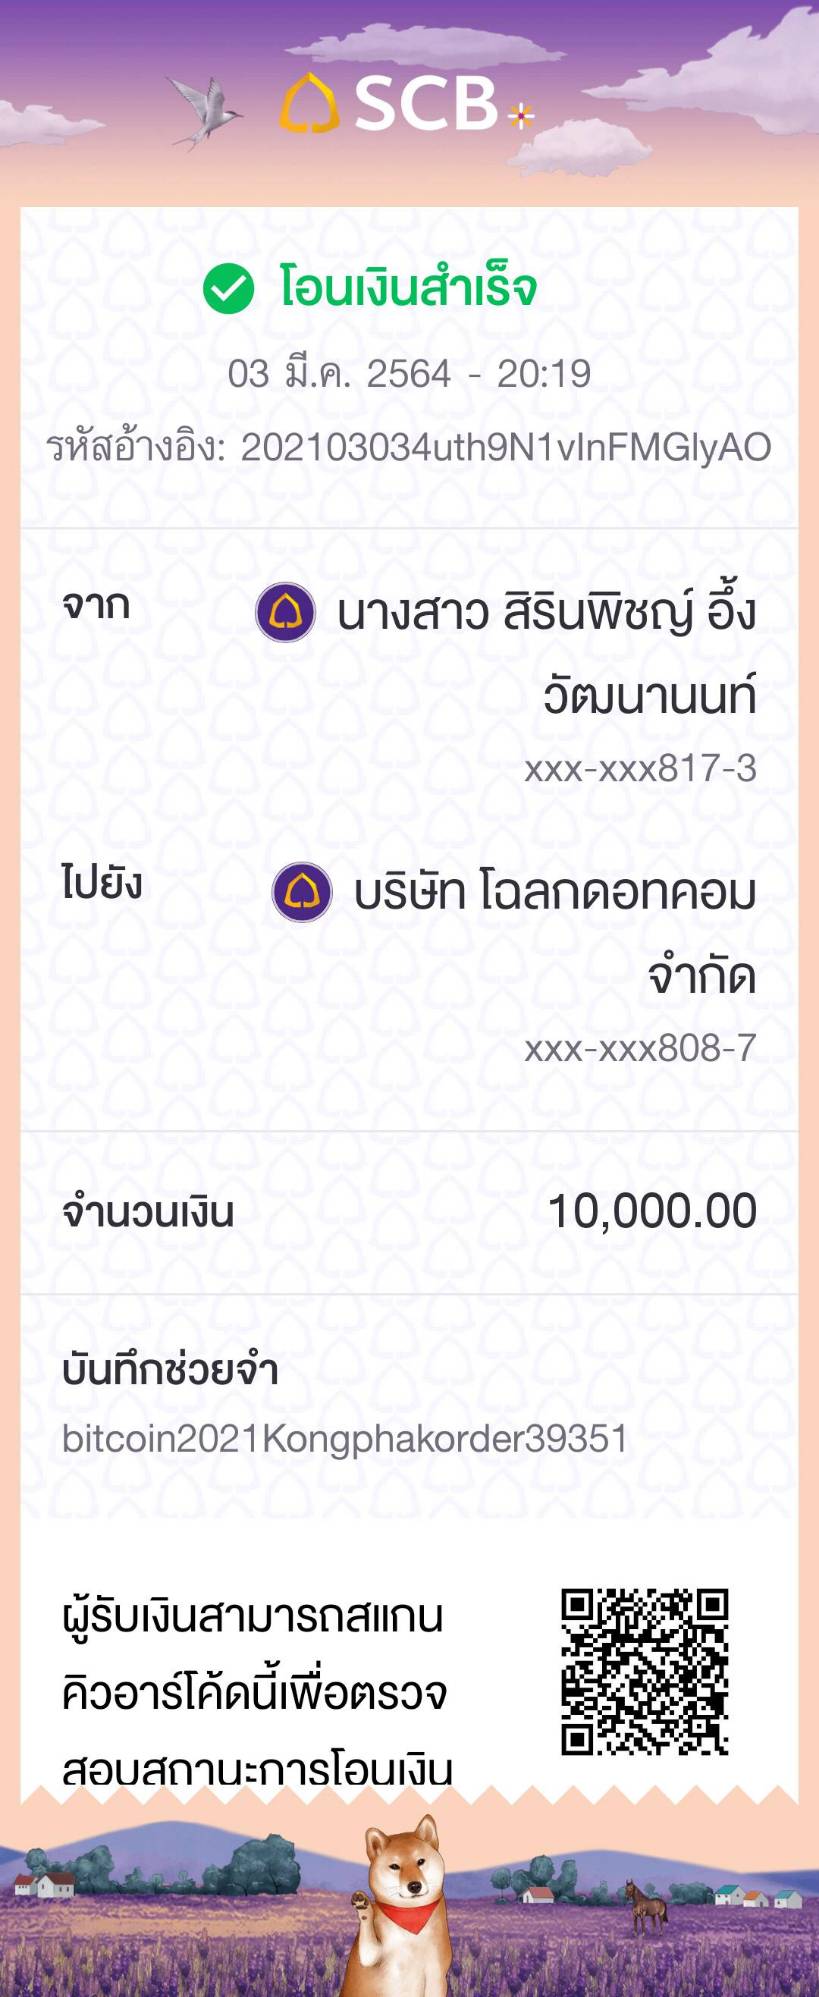 SCB
โอนเงินสำเร็จ
03 มี.ค. 2564 - 20:19
รหัสอ้างอิง: 202103034uth9N1vlnFMGlyAO
จาก
นางสาว สิรินพิชญ์ อึ้ง
วัฒนานนท์
xxx-xxx817-3
ไปยัง
บริษัท โฉลกดอทคอม
จำกัด
xxx-xxx808-7
จำนวนเงิน 10,000.00
บันทึกช่วยจำ
bitcoin2021Kongphakorder39351
ผู้รับเงินสามารถสแกน
คิวอาร์โค้ดนี้เพื่อตรวจ
สอบสถานะการโอนเงิน